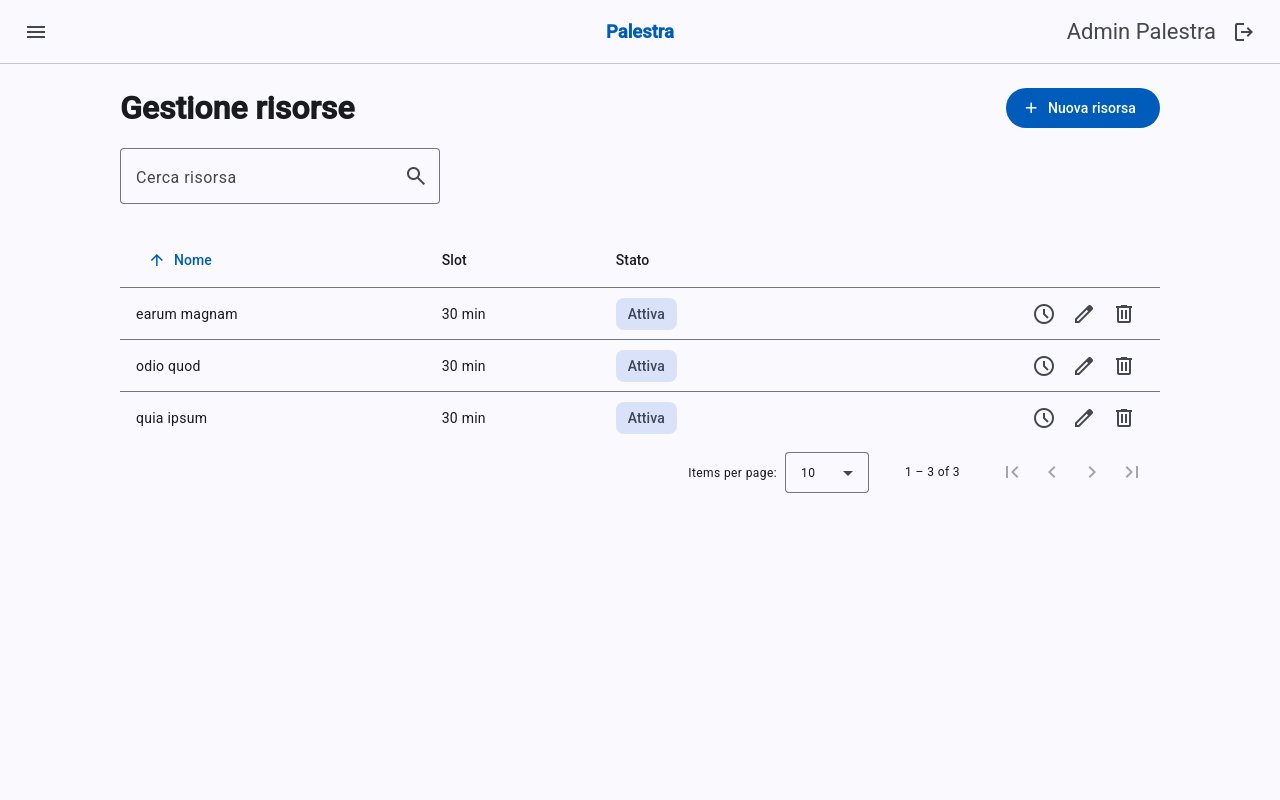 Palestra
Admin Palestra
Gestione risorse
Nuova risorsa
Cerca risorsa
Nome Slot Stato
earum magnam 30 min Attiva
odio quod 30 min Attiva
quia ipsum 30 min Attiva
Items per page: 10 1 – 3 of 3